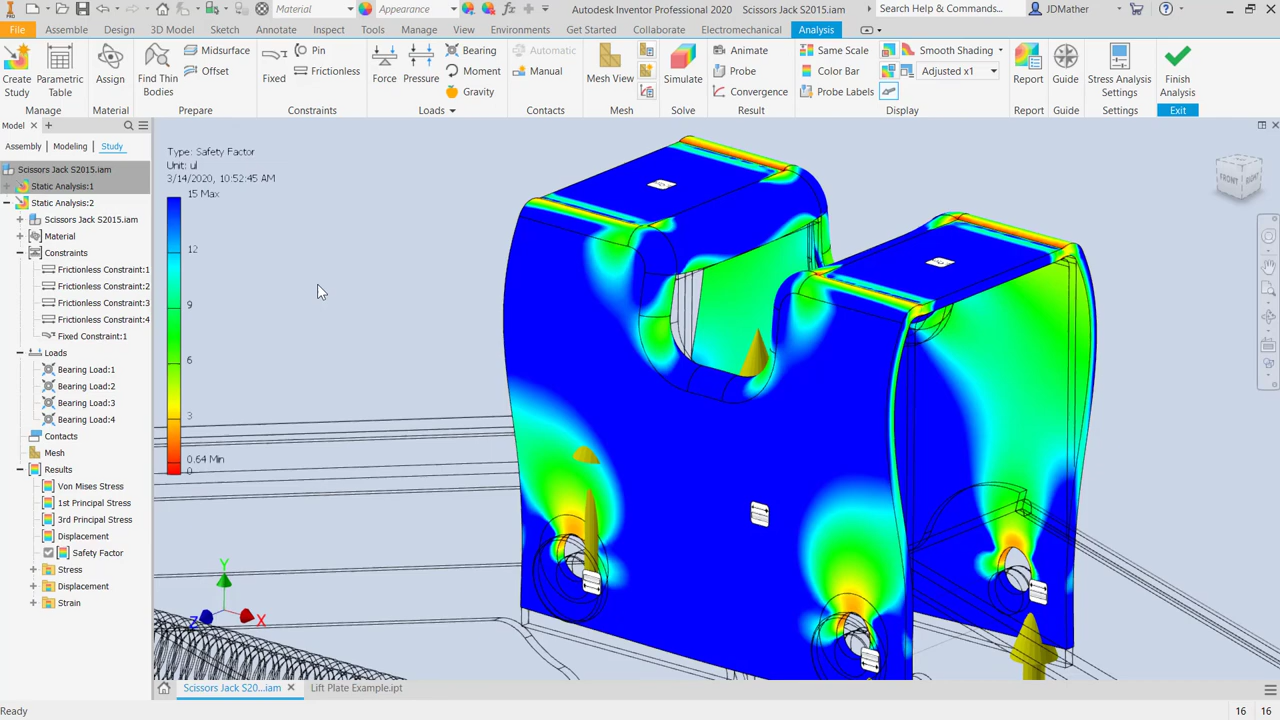 Material
Appearance
Autodesk Inventor Professional 2020 Scissors Jack S2015.iam
Search Help & Commands...
JDMather
File
Assembly
Design
3D Model
Sketch
Annotate
Inspect
Tools
Manage
View
Environments
Get Started
Collaborate
Electromechanical
Analysis
Create Study
Parametric Table
Manage
Assign
Material
Find Thin Bodies
Midsurface
Offset
Prepare
Fixed
Pin
Frictionless
Constraints
Force
Pressure
Bearing
Moment
Gravity
Loads
Automatic
Manual
Contacts
Mesh View
Mesh
Simulate
Solve
Animate
Probe
Convergence
Result
Same Scale
Color Bar
Probe Labels
Smooth Shading
Adjusted x1
Display
Report
Report
Guide
Guide
Stress Analysis Settings
Settings
Finish Analysis
Exit
Model
Assembly
Modeling
Study
Scissors Jack S2015.iam
Static Analysis:1
Static Analysis:2
Scissors Jack S2015.iam
Material
Constraints
Frictionless Constraint:1
Frictionless Constraint:2
Frictionless Constraint:3
Frictionless Constraint:4
Fixed Constraint:1
Loads
Bearing Load:1
Bearing Load:2
Bearing Load:3
Bearing Load:4
Contacts
Mesh
Results
Von Mises Stress
1st Principal Stress
3rd Principal Stress
Displacement
Safety Factor
Stress
Displacement
Strain
Type: Safety Factor
Unit: ul
3/14/2020, 10:52:45 AM
15 Max
12
9
6
3
0.64 Min
0
FRONT
RIGHT
Y
Z
X
Scissors Jack S20...iam
Lift Plate Example.ipt
Ready
16
16